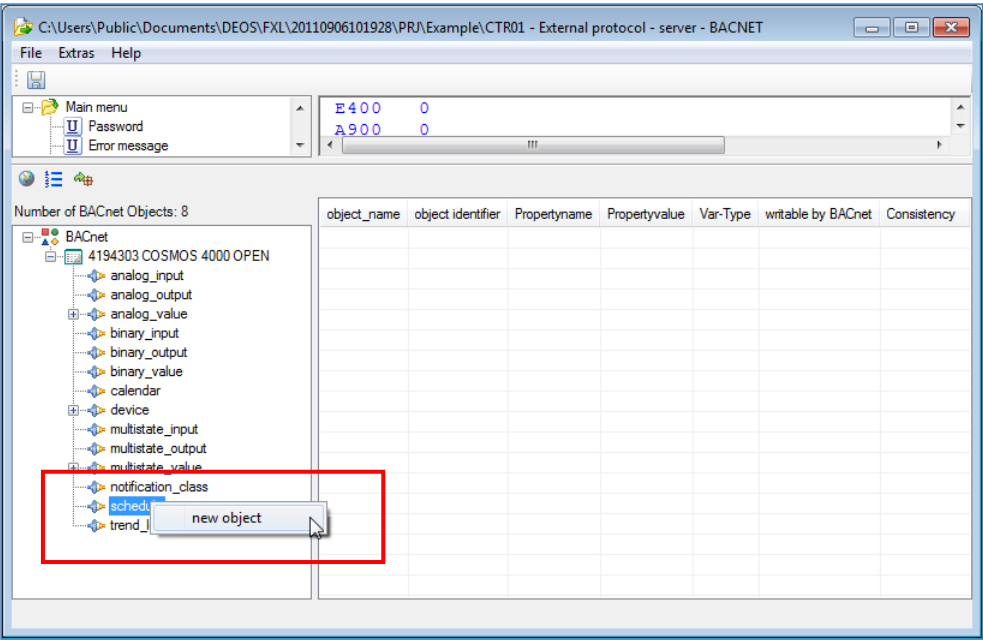 C:\Users\Public\Documents\DEOS\FXL\20110906101928\PRJ\Example\CTR01 - External protocol - server - BACNET
File Extras Help
Main menu
U Password
U Error message
E400 0
A900 0
Number of BACnet Objects: 8
object_name object identifier Propertyname Propertyvalue Var-Type writable by BACnet Consistency
BACnet
4194303 COSMOS 4000 OPEN
analog_input
analog_output
analog_value
binary_input
binary_output
binary_value
calendar
device
multistate_input
multistate_output
multistate_value
notification_class
new object